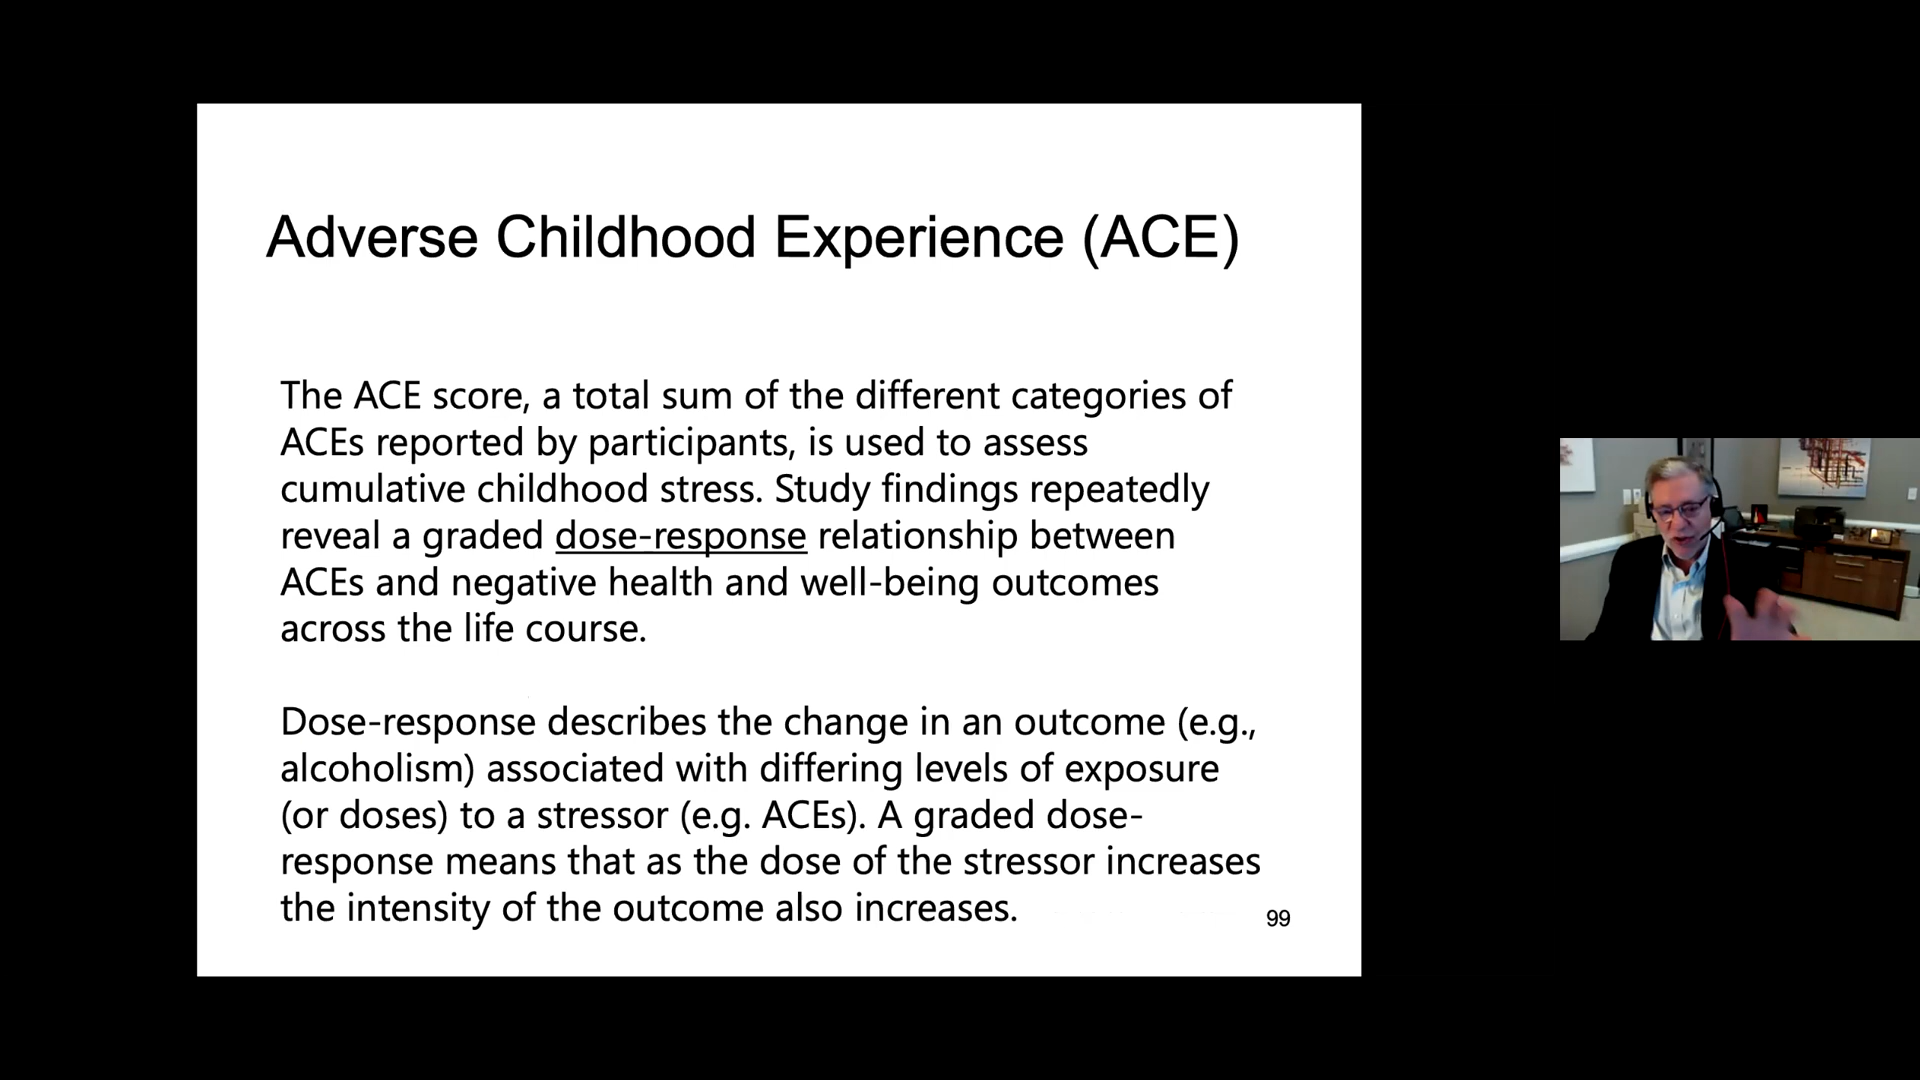 Adverse Childhood Experience (ACE)
The ACE score, a total sum of the different categories of
ACEs reported by participants, is used to assess
cumulative childhood stress. Study findings repeatedly
reveal a graded dose-response relationship between
ACEs and negative health and well-being outcomes
across the life course.
Dose-response describes the change in an outcome (e.g.,
alcoholism) associated with differing levels of exposure
(or doses) to a stressor (e.g. ACEs). A graded dose-
response means that as the dose of the stressor increases
the intensity of the outcome also increases.
99